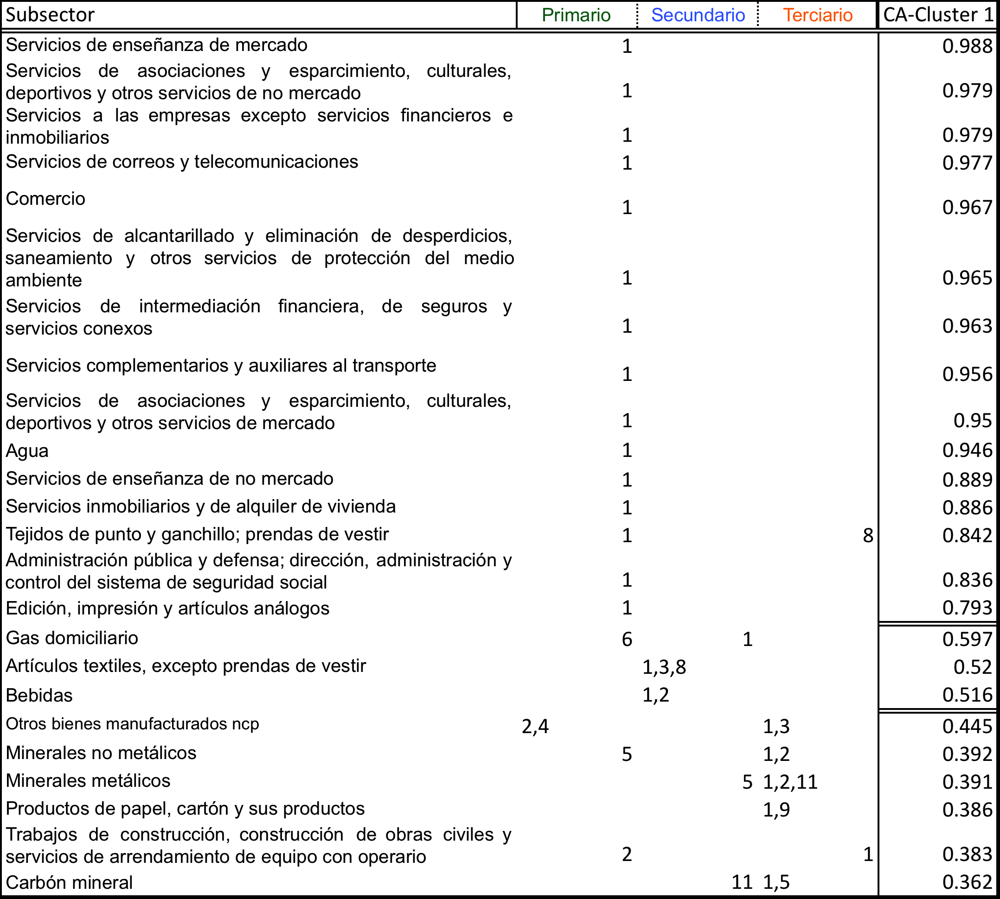 Subsector Primario Secundario Terciario CA-Cluster 1
Servicios de enseñanza de mercado 1 0.988
Servicios de asociaciones y esparcimiento, culturales,
deportivos y otros servicios de no mercado 1 0.979
Servicios a las empresas excepto servicios financieros e
inmobiliarios 1 0.979
Servicios de correos y telecomunicaciones 1 0.977
Comercio 1 0.967
Servicios de alcantarillado y eliminación de desperdicios,
saneamiento y otros servicios de protección del medio
ambiente 1 0.965
Servicios de intermediación financiera, de seguros y
servicios conexos 1 0.963
Servicios complementarios y auxiliares al transporte 1 0.956
Servicios de asociaciones y esparcimiento, culturales,
deportivos y otros servicios de mercado 1 0.95
Agua 1 0.946
Servicios de enseñanza de no mercado 1 0.889
Servicios inmobiliarios y de alquiler de vivienda 1 0.886
Tejidos de punto y ganchillo; prendas de vestir 1 8 0.842
Administración pública y defensa; dirección, administración y
control del sistema de seguridad social 1 0.836
Edición, impresión y artículos análogos 1 0.793
Gas domiciliario 6 1 0.597
Artículos textiles, excepto prendas de vestir 1,3,8 0.52
Bebidas 1,2 0.516
Otros bienes manufacturados ncp 2,4 1,3 0.445
Minerales no metálicos 5 1,2 0.392
Minerales metálicos 5 1,2,11 0.391
Productos de papel, cartón y sus productos 1,9 0.386
Trabajos de construcción, construcción de obras civiles y
servicios de arrendamiento de equipo con operario 2 1 0.383
Carbón mineral 11 1,5 0.362